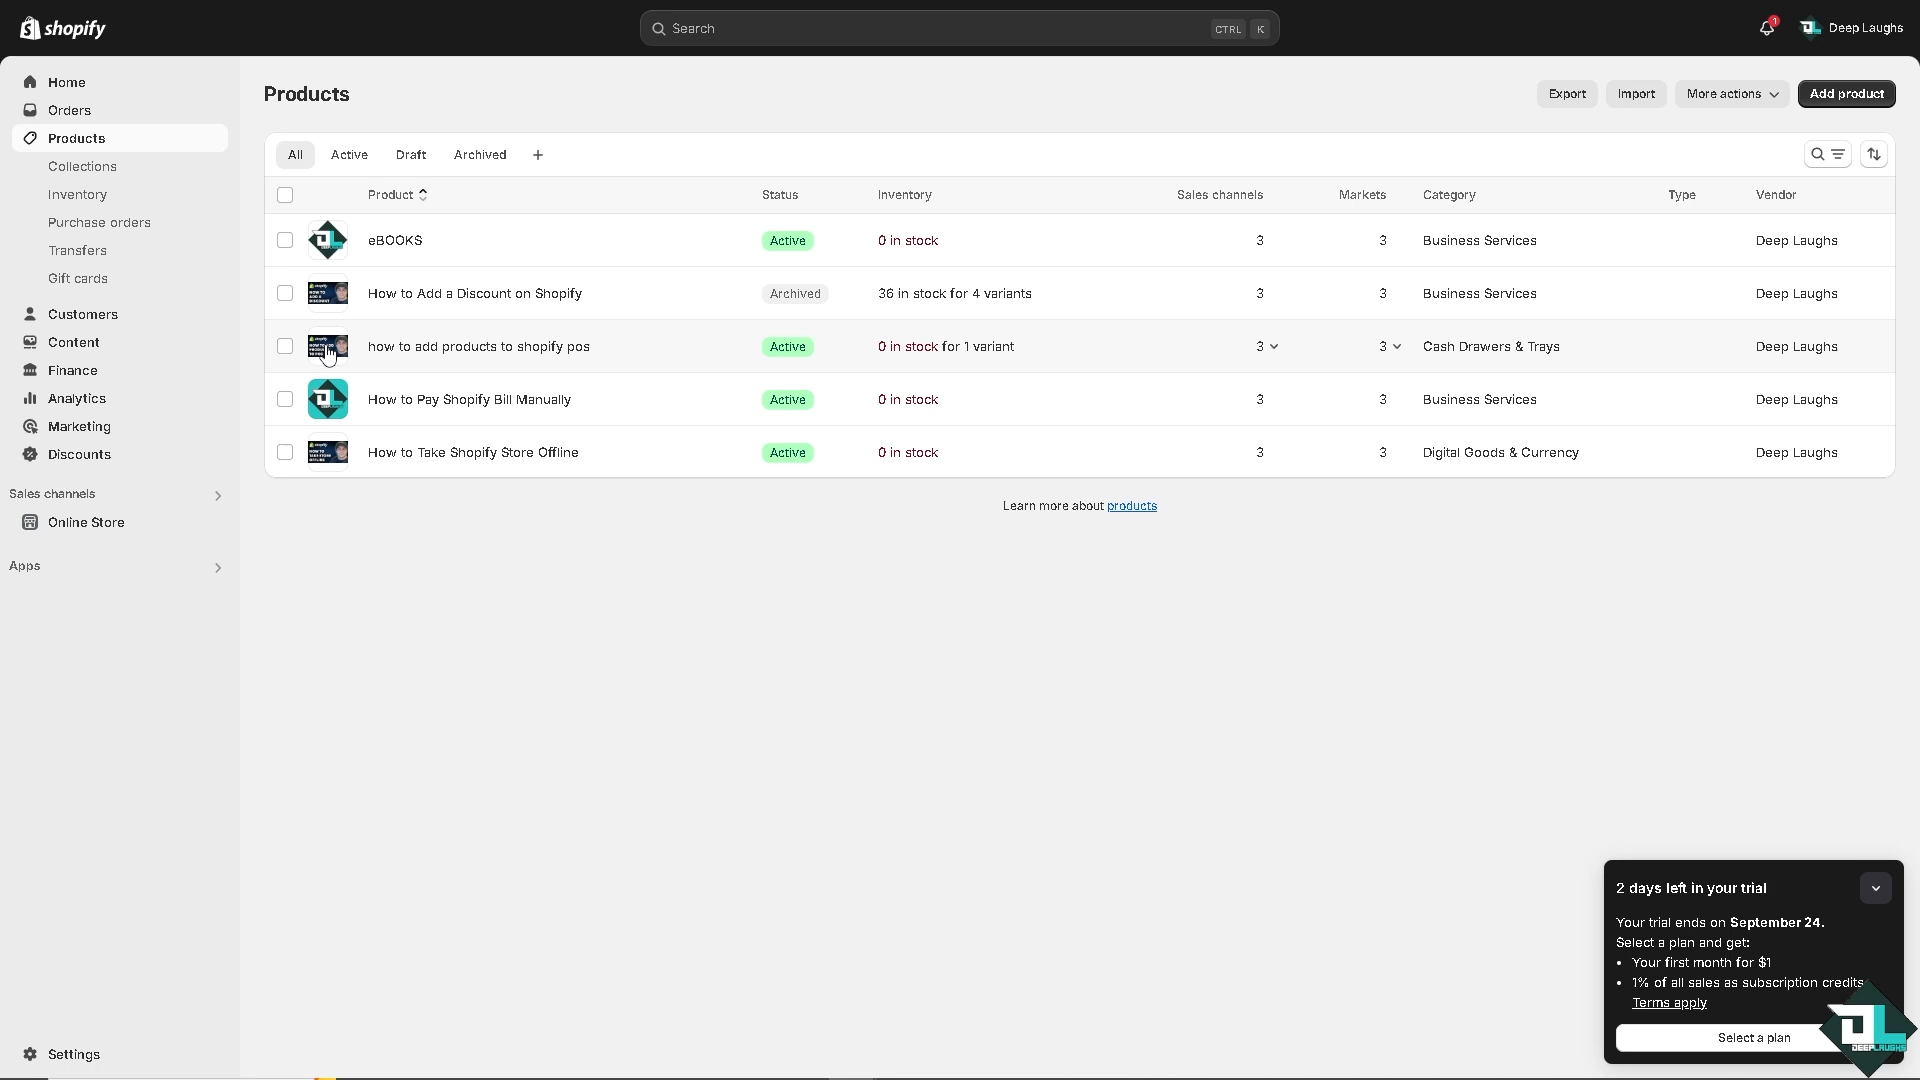 shopify
Search
CTRL K
1
Deep Laughs
Home
Orders
Products
Collections
Inventory
Purchase orders
Transfers
Gift cards
Customers
Content
Finance
Analytics
Marketing
Discounts
Sales channels
Online Store
Apps
Settings
Products
Export Import More actions Add product
All Active Draft Archived +
Product Status Inventory Sales channels Markets Category Type Vendor
eBOOKS Active 0 in stock 3 3 Business Services Deep Laughs
How to Add a Discount on Shopify Archived 36 in stock for 4 variants 3 3 Business Services Deep Laughs
how to add products to shopify pos Active 0 in stock for 1 variant 3 3 Cash Drawers & Trays Deep Laughs
How to Pay Shopify Bill Manually Active 0 in stock 3 3 Business Services Deep Laughs
How to Take Shopify Store Offline Active 0 in stock 3 3 Digital Goods & Currency Deep Laughs
Learn more about products
2 days left in your trial
Your trial ends on September 24.
Select a plan and get:
• Your first month for $1
• 1% of all sales as subscription credits
Terms apply
Select a plan
DL
DEEPLAUGHS